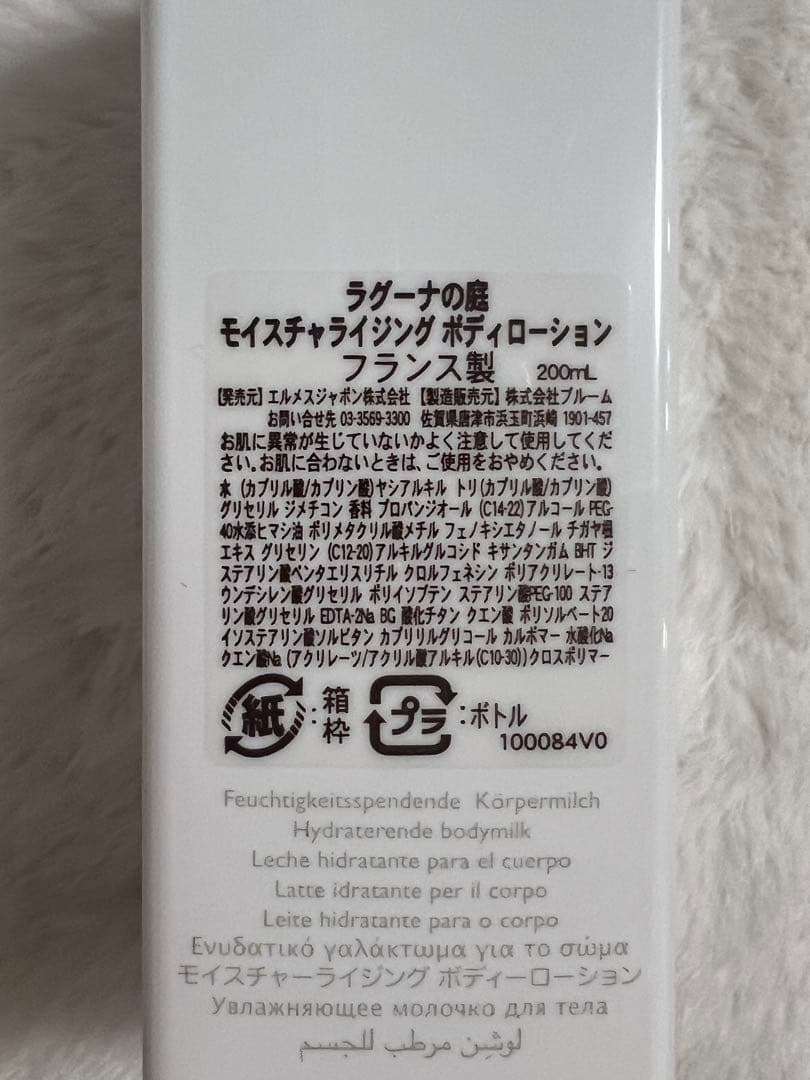 ラグーナの庭
モイスチャライジング ボディローション
フランス製 200mL
【発売元】エルメスジャポン株式会社 【製造販売元】株式会社ブルーム
お問い合せ先 03-3569-3300 佐賀県唐津市浜玉町浜崎 1901-457
お肌に異常が生じていないかよく注意して使用してくだ
さい。お肌に合わないときは、ご使用をおやめください。
水 (カプリル酸/カプリン酸)ヤシアルキル トリ(カプリル酸/カプリン酸)
グリセリル ジメチコン 香料 プロパンジオール (C14-22)アルコール PEG-
40水添ヒマシ油 ポリメタクリル酸メチル フェノキシエタノール チガヤ根
エキス グリセリン (C12-20)アルキルグルコシド キサンタンガム BHT ジ
ステアリン酸ペンタエリスリチル クロルフェネシン ポリアクリレート-13
ウンデシレン酸グリセリル ポリイソブテン ステアリン酸PEG-100 ステア
リン酸グリセリル EDTA-2Na BG 酸化チタン クエン酸 ポリソルベート20
イソステアリン酸ソルビタン カプリリルグリコール カルボマー 水酸化Na
クエン酸Na (アクリレーツ/アクリル酸アルキル(C10-30))クロスポリマー
紙:箱 枠 プラ:ボトル
100084V0
Feuchtigkeitsspendende Körpermilch
Hydraterende bodymilk
Leche hidratante para el cuerpo
Latte idratante per il corpo
Leite hidratante para o corpo
Ενυδατικό γαλάκτωμα για το σώμα
モイスチャーライジング ボディーローション
Увлажняющее молочко для тела
لوشِن مرطب للجسم